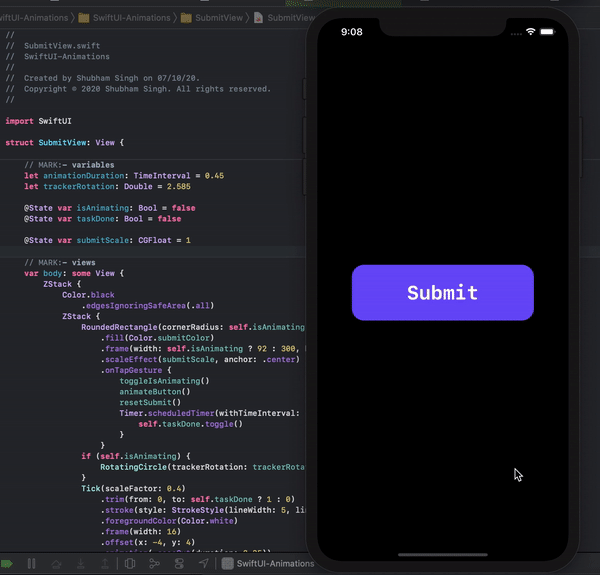 SwiftUI-Animations
SwiftUI-Animations
SubmitView
SubmitView
//
//  SubmitView.swift
//  SwiftUI-Animations
//
//  Created by Shubham Singh on 07/10/20.
//  Copyright © 2020 Shubham Singh. All rights reserved.
//
import SwiftUI
struct SubmitView: View {
// MARK:- variables
let animationDuration: TimeInterval = 0.45
let trackerRotation: Double = 2.585
@State var isAnimating: Bool = false
@State var taskDone: Bool = false
@State var submitScale: CGFloat = 1
// MARK:- views
var body: some View {
ZStack {
Color.black
.edgesIgnoringSafeArea(.all)
ZStack {
RoundedRectangle(cornerRadius: self.isAnimating
.fill(Color.submitColor)
.frame(width: self.isAnimating ? 92 : 300,
.scaleEffect(submitScale, anchor: .center)
.onTapGesture {
toggleIsAnimating()
animateButton()
resetSubmit()
Timer.scheduledTimer(withTimeInterval:
self.taskDone.toggle()
}
}
if (self.isAnimating) {
RotatingCircle(trackerRotation: trackerRota
}
Tick(scaleFactor: 0.4)
.trim(from: 0, to: self.taskDone ? 1 : 0)
.stroke(style: StrokeStyle(lineWidth: 5, li
.foregroundColor(Color.white)
.frame(width: 16)
.offset(x: -4, y: 4)
SwiftUI-Animations
9:08
Submit